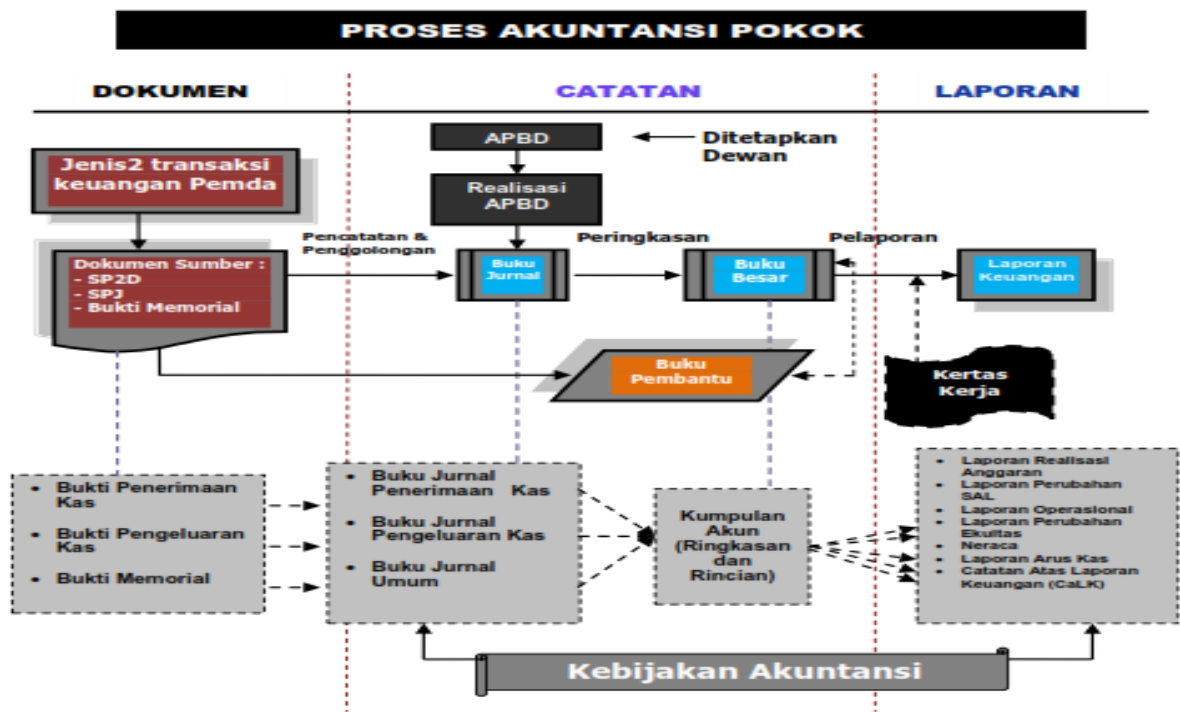 PROSES AKUNTANSI POKOK
DOKUMEN
CATATAN
LAPORAN
APBD
Ditetapkan
Dewan
Jenis2 transaksi
keuangan Pemda
Realisasi
APBD
Pencatatan &
Penggolongan
Peringkasan
Pelaporan
Dokumen Sumber :
- SP2D
- SPJ
- Bukti Memorial
Buku
Jurnal
Buku
Besar
Laporan
Keuangan
Buku
Pembantu
Kertas
Kerja
• Bukti Penerimaan
Kas
• Bukti Pengeluaran
Kas
• Bukti Memorial
• Buku Jurnal
Penerimaan Kas
• Buku Jurnal
Pengeluaran Kas
• Buku Jurnal
Umum
Kumpulan
Akun
(Ringkasan
dan
Rincian)
• Laporan Realisasi
Anggaran
• Laporan Perubahan
SAL
• Laporan Operasional
• Laporan Perubahan
Ekuitas
• Neraca
• Laporan Arus Kas
• Catatan Atas Laporan
Keuangan (CaLK)
Kebijakan Akuntansi